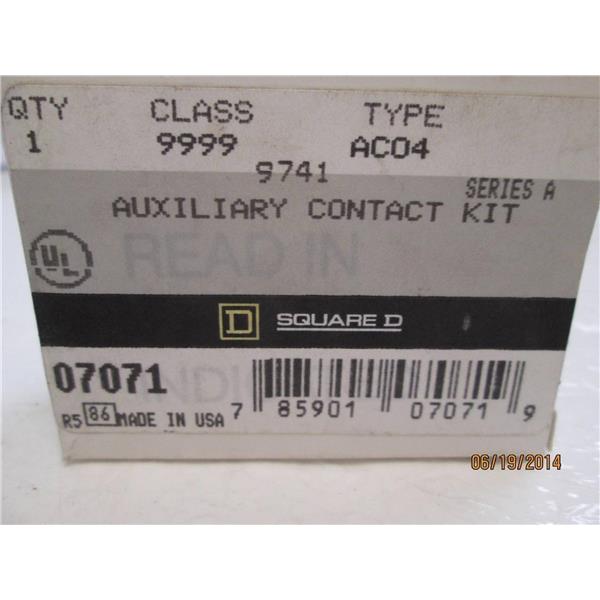 QTY CLASS TYPE
1 9999 AC04
9741
SERIES A
AUXILIARY CONTACT KIT
UL
READ IN
D SQUARE D
07071
INDI
R5 86 MADE IN USA
7 85901 07071 9
06/19/2014